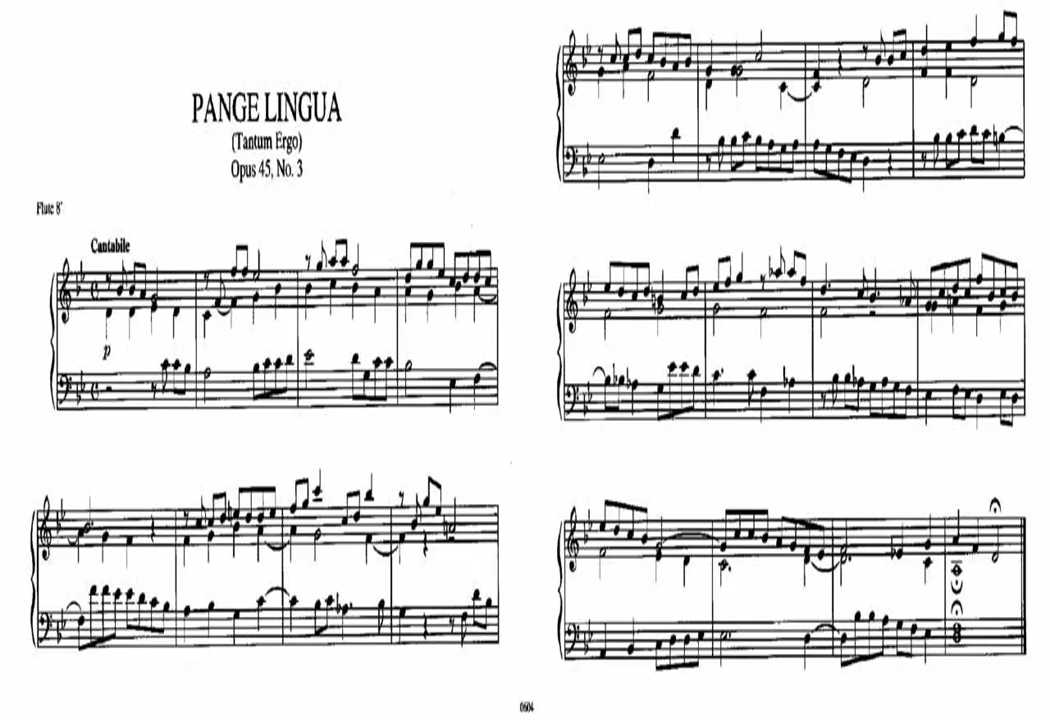 PANGE LINGUA
(Tantum Ergo)
Opus 45, No. 3
Flute 8'
Cantabile
p
0604